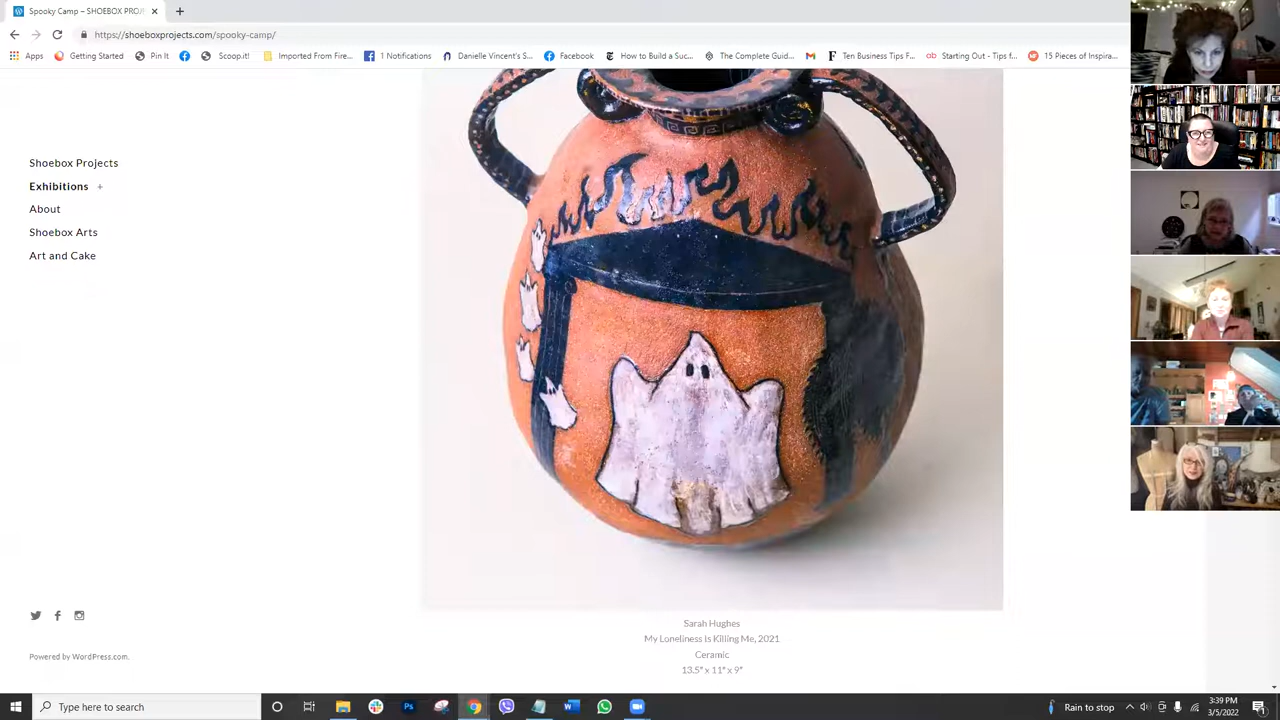 Spooky Camp – SHOEBOX PROJ
https://shoeboxprojects.com/spooky-camp/
Apps
Getting Started
Pin It
Scoop.it!
Imported From Fire...
1 Notifications
Danielle Vincent's S...
Facebook
How to Build a Suc...
The Complete Guid...
Ten Business Tips F...
Starting Out - Tips f...
15 Pieces of Inspira...
Shoebox Projects
Exhibitions +
About
Shoebox Arts
Art and Cake
Powered by WordPress.com.
Sarah Hughes
My Loneliness is Killing Me, 2021
Ceramic
13.5" x 11" x 9"
Type here to search
Rain to stop
3:39 PM
3/5/2022